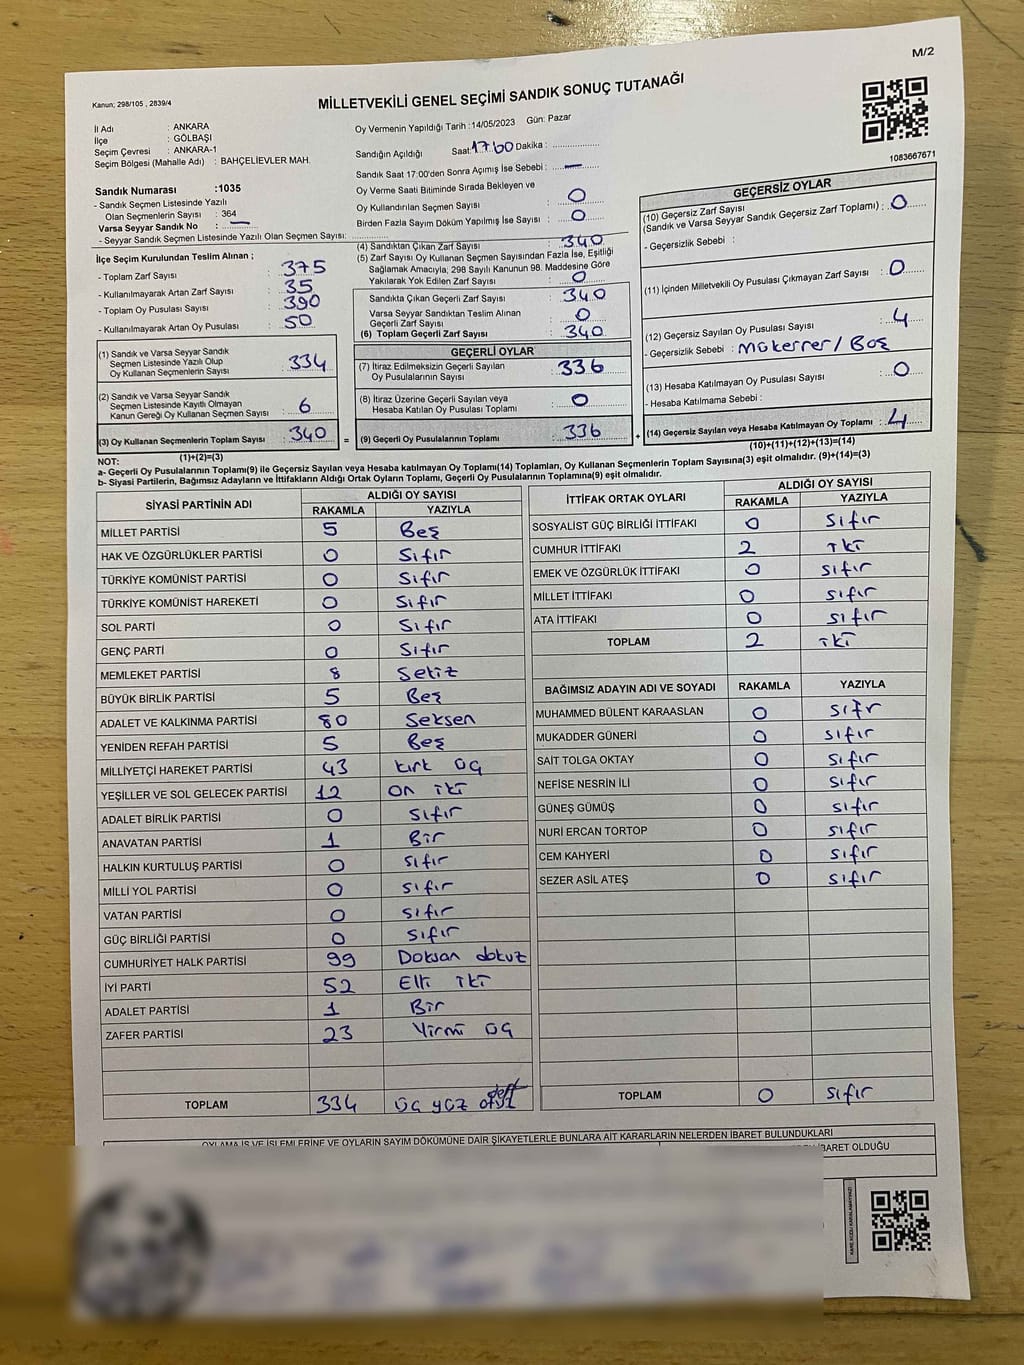 M/2
Kanun; 298/105 , 2839/4
MİLLETVEKİLİ GENEL SEÇİMİ SANDIK SONUÇ TUTANAĞI
1083667671
İl Adı : ANKARA
İlçe : GÖLBAŞI
Seçim Çevresi : ANKARA-1
Seçim Bölgesi (Mahalle Adı) : BAHÇELİEVLER MAH.
Sandık Numarası :1035
- Sandık Seçmen Listesinde Yazılı
Olan Seçmenlerin Sayısı : 364
Varsa Seyyar Sandık No : —
- Seyyar Sandık Seçmen Listesinde Yazılı Olan Seçmen Sayısı:
Oy Vermenin Yapıldığı Tarih :14/05/2023 Gün: Pazar
Sandığın Açıldığı Saat: 17:00 Dakika :
Sandık Saat 17:00'den Sonra Açımış İse Sebebi : —
Oy Verme Saati Bitiminde Sırada Bekleyen ve
Oy Kullandırılan Seçmen Sayısı : 0
Birden Fazla Sayım Döküm Yapılmış İse Sayısı : 0
İlçe Seçim Kurulundan Teslim Alınan ;
- Toplam Zarf Sayısı : 375
- Kullanılmayarak Artan Zarf Sayısı : 35
- Toplam Oy Pusulası Sayısı : 390
- Kullanılmayarak Artan Oy Pusulası : 50
(1) Sandık ve Varsa Seyyar Sandık
Seçmen Listesinde Yazılı Olup
Oy Kullanan Seçmenlerin Sayısı : 334
(2) Sandık ve Varsa Seyyar Sandık
Seçmen Listesinde Kayıtlı Olmayan
Kanun Gereği Oy Kullanan Seçmen Sayısı : 6
(3) Oy Kullanan Seçmenlerin Toplam Sayısı : 340
(1)+(2)=(3)
(4) Sandıktan Çıkan Zarf Sayısı : 340
(5) Zarf Sayısı Oy Kullanan Seçmen Sayısından Fazla İse, Eşitliği
Sağlamak Amacıyla; 298 Sayılı Kanunun 98. Maddesine Göre
Yakılarak Yok Edilen Zarf Sayısı : 0
Sandıkta Çıkan Geçerli Zarf Sayısı : 340
Varsa Seyyar Sandıktan Teslim Alınan
Geçerli Zarf Sayısı : 0
(6) Toplam Geçerli Zarf Sayısı : 340
GEÇERLİ OYLAR
(7) İtiraz Edilmeksizin Geçerli Sayılan
Oy Pusulalarının Sayısı : 336
(8) İtiraz Üzerine Geçerli Sayılan veya
Hesaba Katılan Oy Pusulası Toplamı : 0
= (9) Geçerli Oy Pusulalarının Toplamı : 336
GEÇERSİZ OYLAR
(10) Geçersiz Zarf Sayısı
(Sandık ve Varsa Seyyar Sandık Geçersiz Zarf Toplamı) : 0
- Geçersizlik Sebebi :
(11) İçinden Milletvekili Oy Pusulası Çıkmayan Zarf Sayısı : 0
(12) Geçersiz Sayılan Oy Pusulası Sayısı : 4
- Geçersizlik Sebebi : Mükerrer / Boş
(13) Hesaba Katılmayan Oy Pusulası Sayısı : 0
- Hesaba Katılmama Sebebi :
+ (14) Geçersiz Sayılan veya Hesaba Katılmayan Oy Toplamı : 4
(10)+(11)+(12)+(13)=(14)
NOT:
a- Geçerli Oy Pusulalarının Toplamı(9) ile Geçersiz Sayılan veya Hesaba katılmayan Oy Toplamı(14) Toplamları, Oy Kullanan Seçmenlerin Toplam Sayısına(3) eşit olmalıdır. (9)+(14)=(3)
b- Siyasi Partilerin, Bağımsız Adayların ve İttifakların Aldığı Ortak Oyların Toplamı, Geçerli Oy Pusulalarının Toplamına(9) eşit olmalıdır.
SİYASİ PARTİNİN ADI ALDIĞI OY SAYISI
RAKAMLA YAZIYLA
MİLLET PARTİSİ 5 Beş
HAK VE ÖZGÜRLÜKLER PARTİSİ 0 Sıfır
TÜRKİYE KOMÜNİST PARTİSİ 0 Sıfır
TÜRKİYE KOMÜNİST HAREKETİ 0 Sıfır
SOL PARTİ 0 Sıfır
GENÇ PARTİ 0 Sıfır
MEMLEKET PARTİSİ 8 Sekiz
BÜYÜK BİRLİK PARTİSİ 5 Beş
ADALET VE KALKINMA PARTİSİ 80 Seksen
YENİDEN REFAH PARTİSİ 5 Beş
MİLLİYETÇİ HAREKET PARTİSİ 43 kırk üç
YEŞİLLER VE SOL GELECEK PARTİSİ 12 on iki
ADALET BİRLİK PARTİSİ 0 sıfır
ANAVATAN PARTİSİ 1 Bir
HALKIN KURTULUŞ PARTİSİ 0 sıfır
MİLLİ YOL PARTİSİ 0 sıfır
VATAN PARTİSİ 0 sıfır
GÜÇ BİRLİĞİ PARTİSİ 0 sıfır
CUMHURİYET HALK PARTİSİ 99 Doksan dokuz
İYİ PARTİ 52 Elli iki
ADALET PARTİSİ 1 Bir
ZAFER PARTİSİ 23 Yirmi üç
TOPLAM 334 üç yüz otuz dört
İTTİFAK ORTAK OYLARI ALDIĞI OY SAYISI
RAKAMLA YAZIYLA
SOSYALİST GÜÇ BİRLİĞİ İTTİFAKI 0 sıfır
CUMHUR İTTİFAKI 2 iki
EMEK VE ÖZGÜRLÜK İTTİFAKI 0 sıfır
MİLLET İTTİFAKI 0 sıfır
ATA İTTİFAKI 0 sıfır
TOPLAM 2 iki
BAĞIMSIZ ADAYIN ADI VE SOYADI RAKAMLA YAZIYLA
MUHAMMED BÜLENT KARAASLAN 0 sıfr
MUKADDER GÜNERİ 0 sıfır
SAİT TOLGA OKTAY 0 sıfır
NEFİSE NESRİN İLİ 0 sıfır
GÜNEŞ GÜMÜŞ 0 sıfır
NURİ ERCAN TORTOP 0 sıfır
CEM KAHYERİ 0 sıfır
SEZER ASİL ATEŞ 0 sıfır
TOPLAM 0 sıfır
OYLAMA İŞ VE İŞLEMLERİNE VE OYLARIN SAYIM DÖKÜMÜNE DAİR ŞİKAYETLERLE BUNLARA AİT KARARLARIN NELERDEN İBARET BULUNDUKLARI
İBARET OLDUĞU
KARE KODU KARALAMAYINIZ!